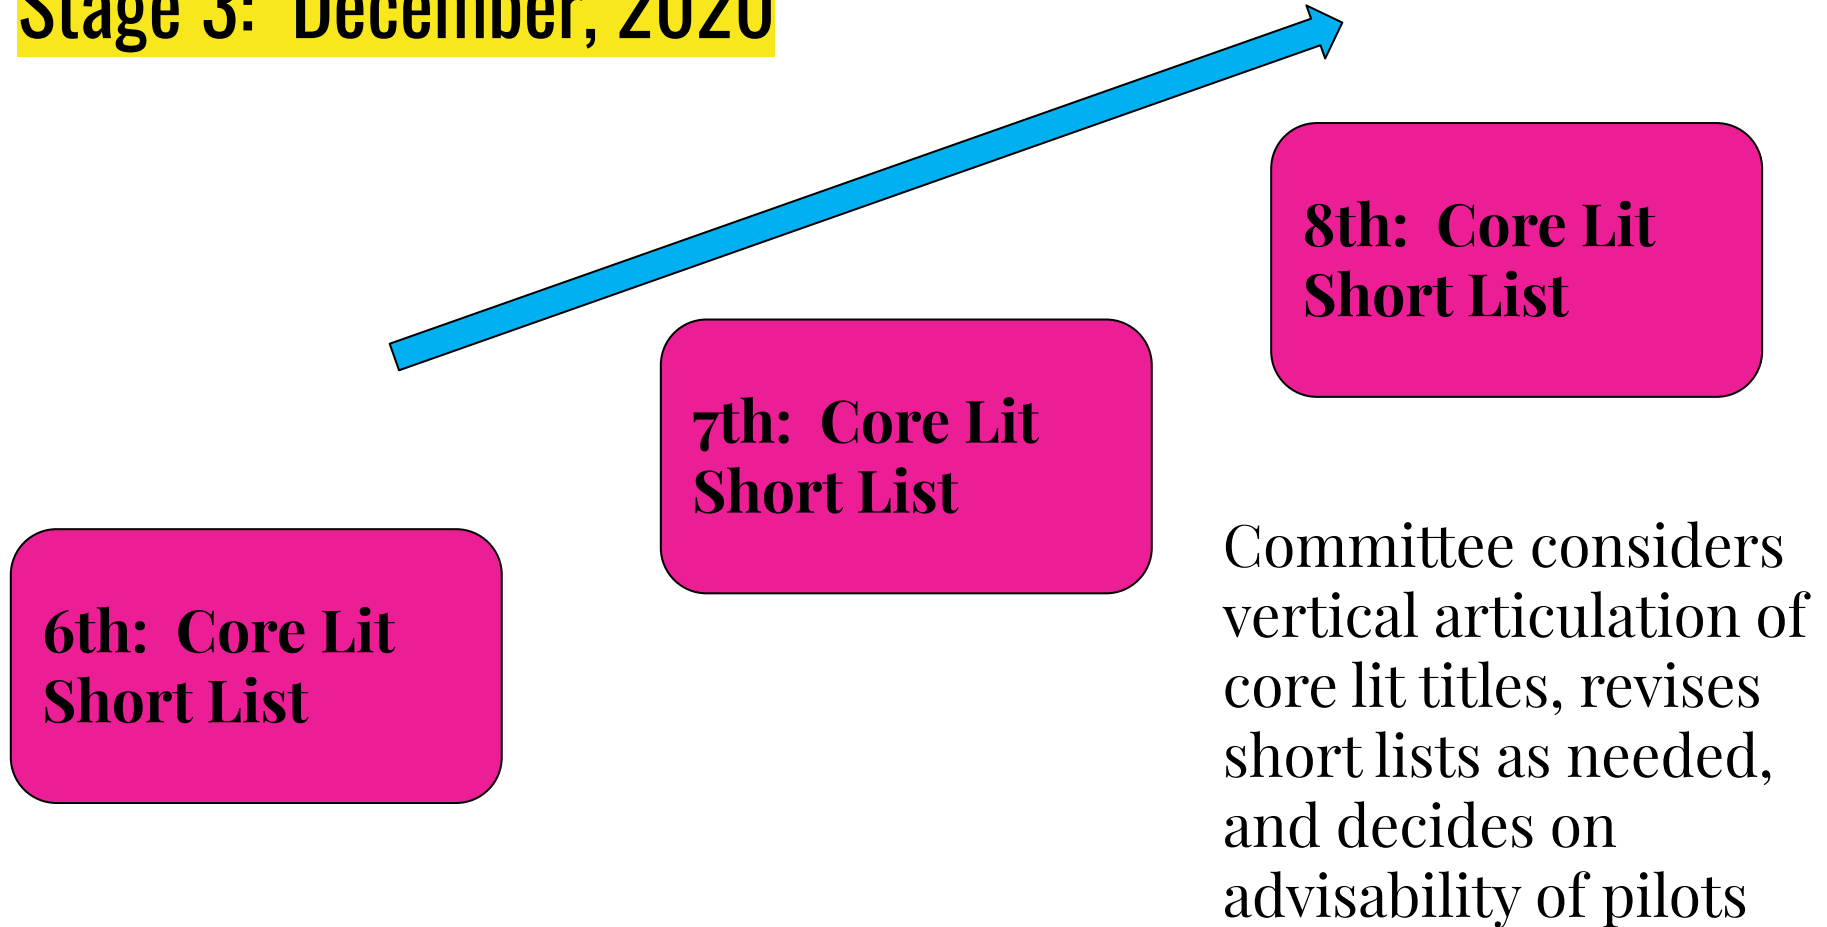 Stage 3:  December, 2020
8th:  Core Lit
Short List
7th:  Core Lit
Short List
6th:  Core Lit
Short List
Committee considers
vertical articulation of
core lit titles, revises
short lists as needed,
and decides on
advisability of pilots